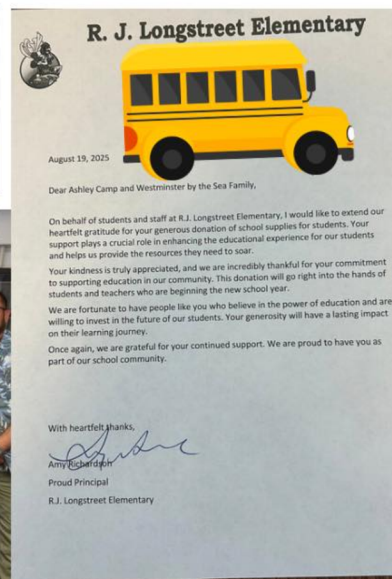 R. J. Longstreet Elementary
August 19, 2025
Dear Ashley Camp and Westminster by the Sea Family,
On behalf of students and staff at R.J. Longstreet Elementary, I would like to extend our
heartfelt gratitude for your generous donation of school supplies for students. Your
support plays a crucial role in enhancing the educational experience for our students
and helps us provide the resources they need to soar.
Your kindness is truly appreciated, and we are incredibly thankful for your commitment
to supporting education in our community. This donation will go right into the hands of
students and teachers who are beginning the new school year.
We are fortunate to have people like you who believe in the power of education and are
willing to invest in the future of our students. Your generosity will have a lasting impact
on their learning journey.
Once again, we are grateful for your continued support. We are proud to have you as
part of our school community.
With heartfelt thanks,
Amy Richardson
Proud Principal
R.J. Longstreet Elementary